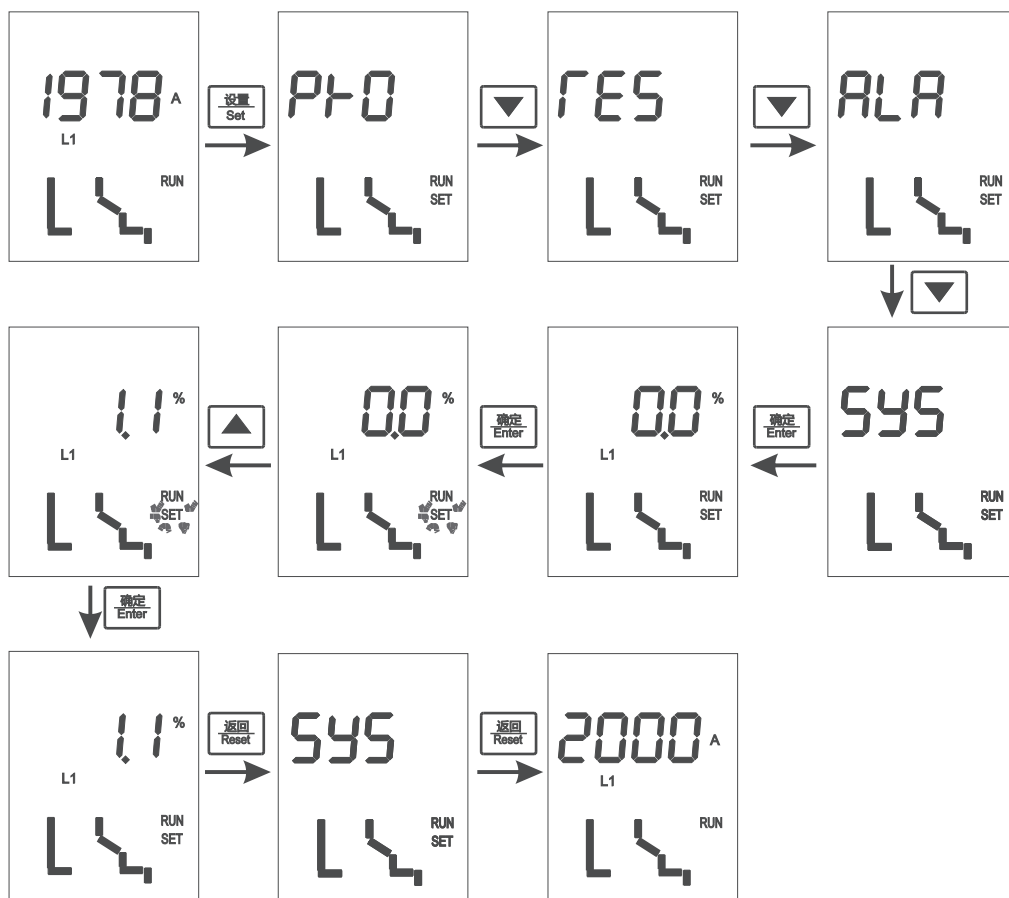 1978 A
L1
RUN
设置
Set
PrO
RUN
SET
rES
RUN
SET
ALA
RUN
SET
SYS
RUN
SET
确定
Enter
0.0 %
L1
RUN
SET
确定
Enter
0.0 %
L1
RUN
SET
1.1 %
L1
RUN
SET
确定
Enter
1.1 %
L1
RUN
SET
返回
Reset
SYS
RUN
SET
返回
Reset
2000 A
L1
RUN